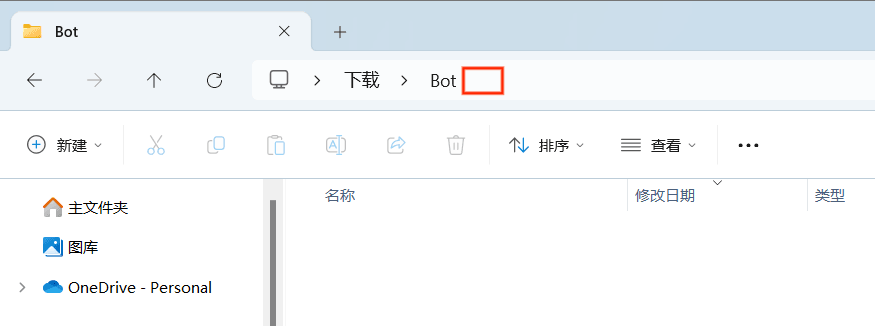 Bot
下载 Bot
新建 排序 查看
名称 修改日期 类型
主文件夹
图库
OneDrive - Personal